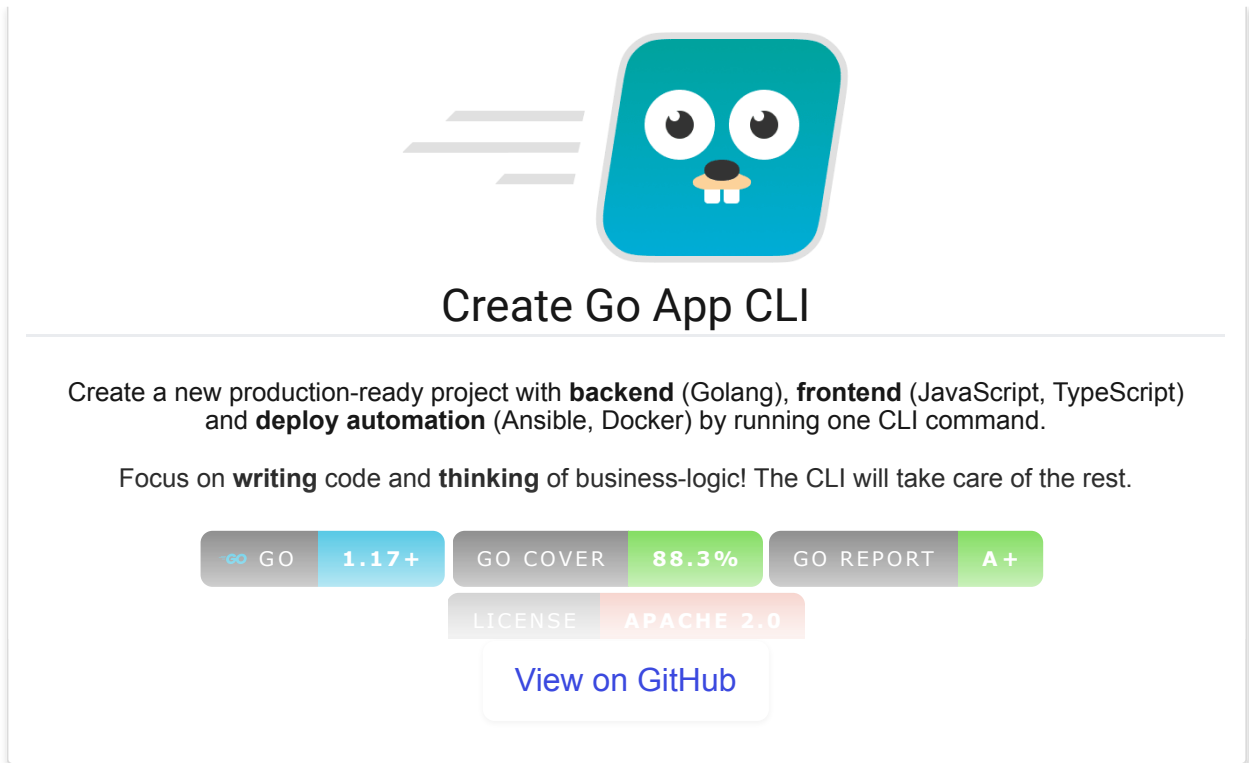 Create Go App CLI
Create a new production-ready project with backend (Golang), frontend (JavaScript, TypeScript)
and deploy automation (Ansible, Docker) by running one CLI command.
Focus on writing code and thinking of business-logic! The CLI will take care of the rest.
GO GO 1.17+ GO COVER 88.3% GO REPORT A+
LICENSE APACHE 2.0
View on GitHub